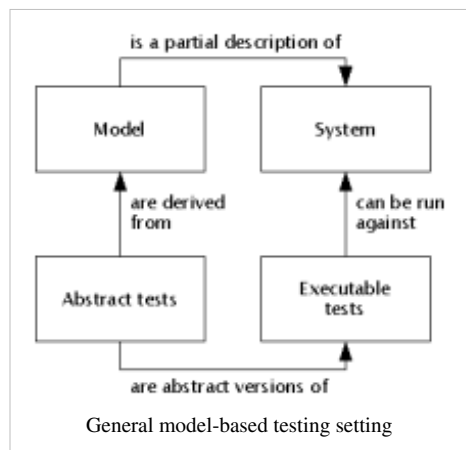 is a partial description of
Model
System
are derived
from
can be run
against
Abstract tests
Executable
tests
are abstract versions of
General model-based testing setting